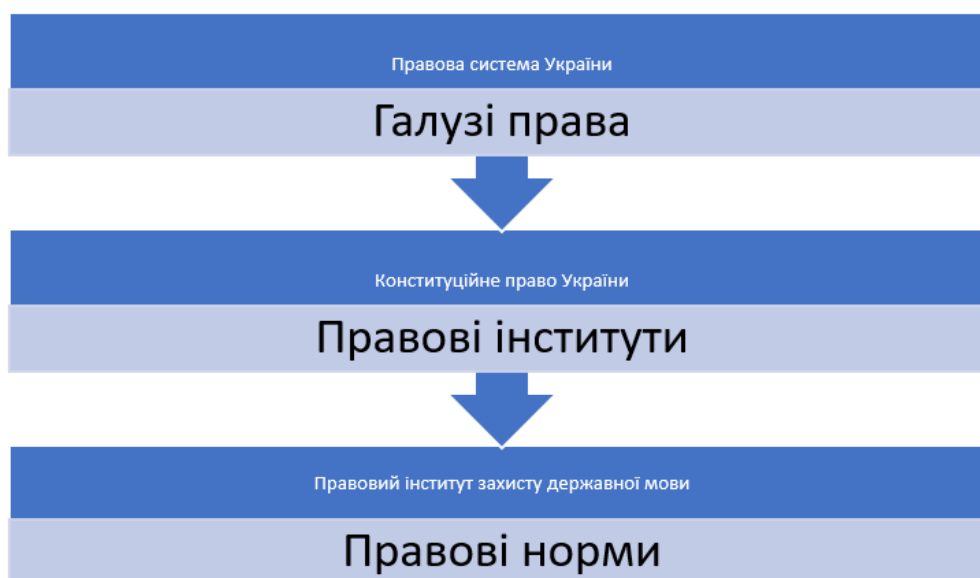 Правова система України
Галузі права
Конституційне право України
Правові інститути
Правовий інститут захисту державної мови
Правові норми